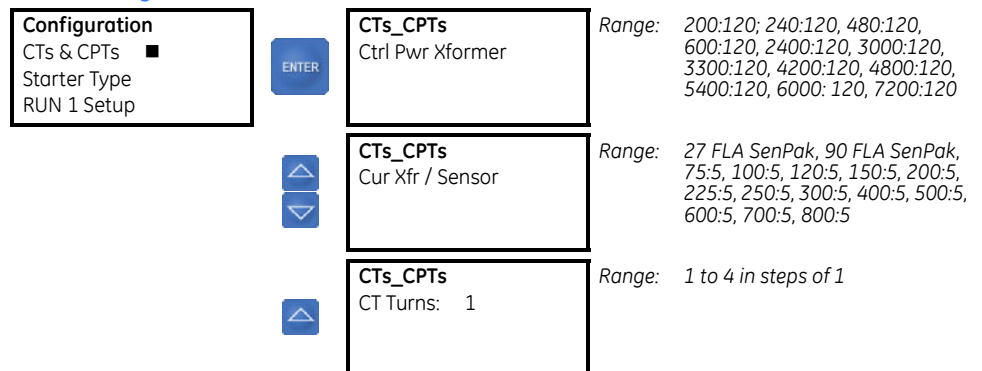 Configuration
CTs & CPTs ■
Starter Type
RUN 1 Setup
ENTER
CTs_CPTs
Ctrl Pwr Xformer
Range: 200:120; 240:120, 480:120,
600:120, 2400:120, 3000:120,
3300:120, 4200:120, 4800:120,
5400:120, 6000: 120, 7200:120
CTs_CPTs
Cur Xfr / Sensor
Range: 27 FLA SenPak, 90 FLA SenPak,
75:5, 100:5, 120:5, 150:5, 200:5,
225:5, 250:5, 300:5, 400:5, 500:5,
600:5, 700:5, 800:5
CTs_CPTs
CT Turns: 1
Range: 1 to 4 in steps of 1